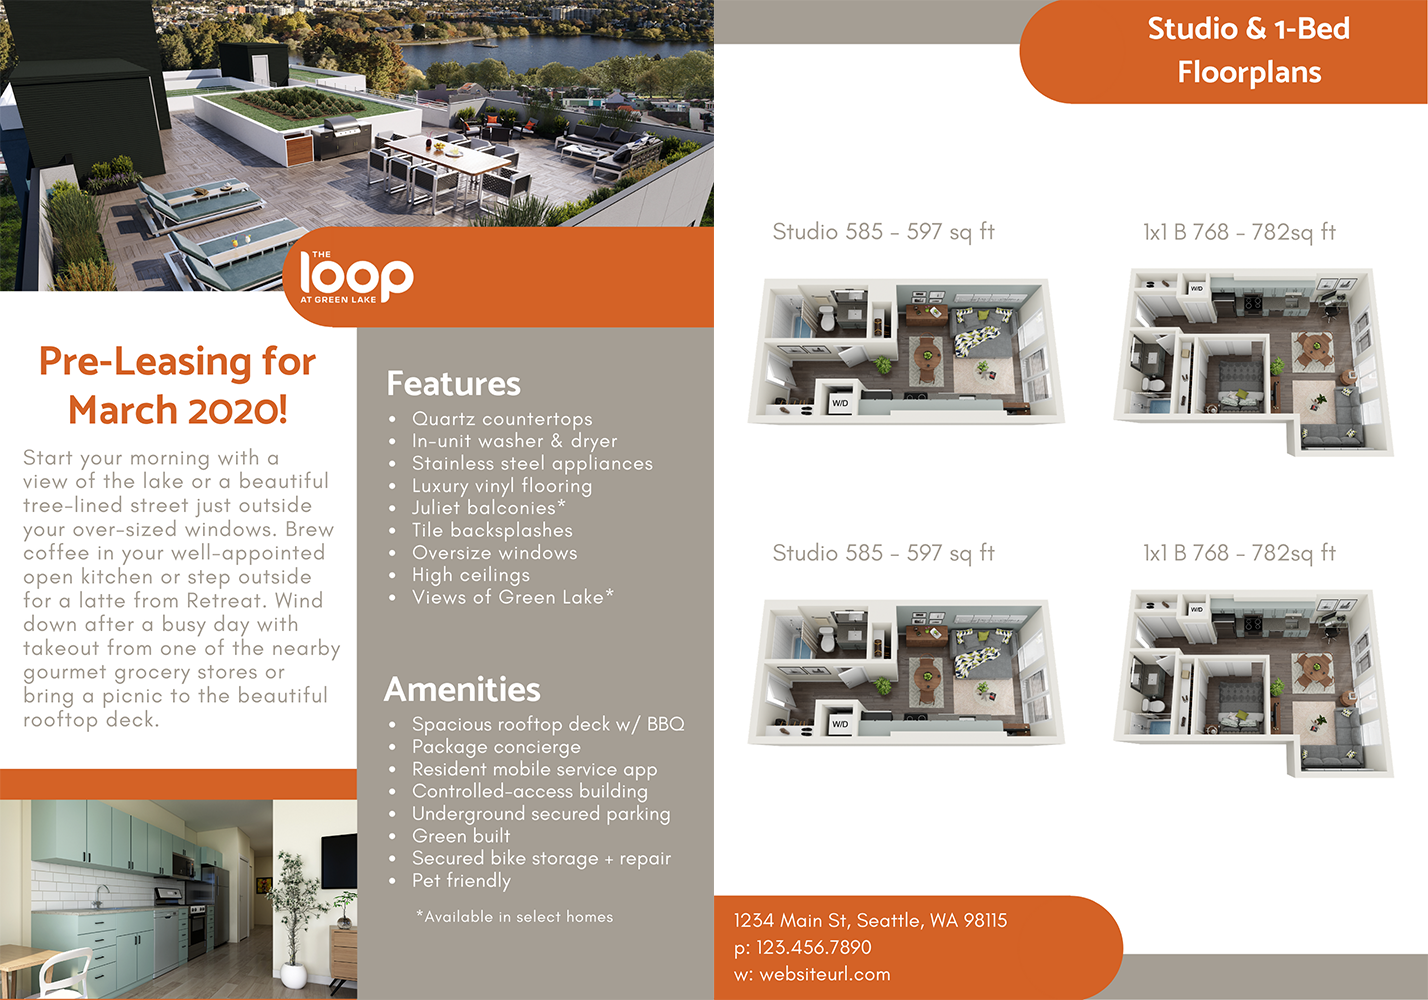 THE
loop
AT GREEN LAKE
Pre-Leasing for
March 2020!
Start your morning with a
view of the lake or a beautiful
tree-lined street just outside
your over-sized windows. Brew
coffee in your well-appointed
open kitchen or step outside
for a latte from Retreat. Wind
down after a busy day with
takeout from one of the nearby
gourmet grocery stores or
bring a picnic to the beautiful
rooftop deck.
Features
• Quartz countertops
• In-unit washer & dryer
• Stainless steel appliances
• Luxury vinyl flooring
• Juliet balconies*
• Tile backsplashes
• Oversize windows
• High ceilings
• Views of Green Lake*
Amenities
• Spacious rooftop deck w/ BBQ
• Package concierge
• Resident mobile service app
• Controlled-access building
• Underground secured parking
• Green built
• Secured bike storage + repair
• Pet friendly
*Available in select homes
Studio & 1-Bed
Floorplans
Studio 585 - 597 sq ft
W/D
1x1 B 768 - 782sq ft
W/D
Studio 585 - 597 sq ft
W/D
1x1 B 768 - 782sq ft
W/D
1234 Main St, Seattle, WA 98115
p: 123.456.7890
w: websiteurl.com